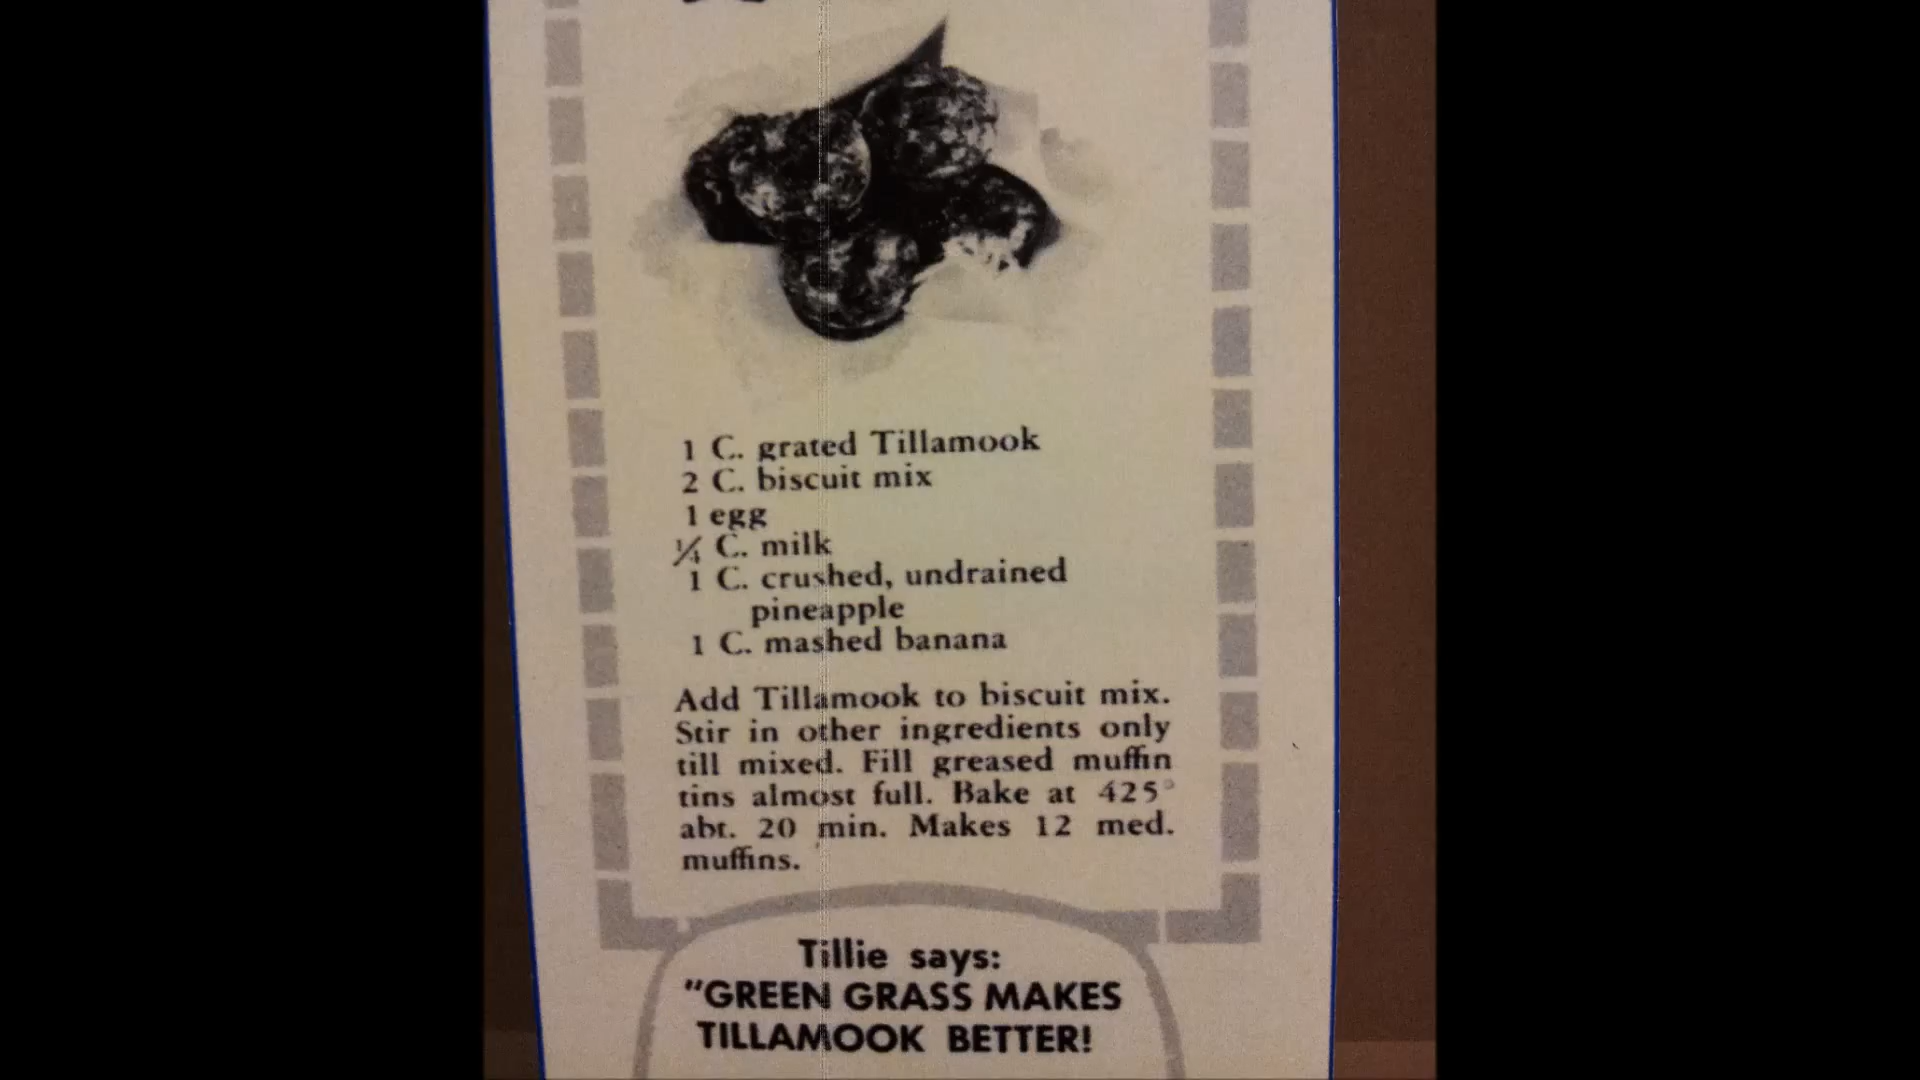 1 C. grated Tillamook
2 C. biscuit mix
1 egg
¼ C. milk
1 C. crushed, undrained
pineapple
1 C. mashed banana
Add Tillamook to biscuit mix.
Stir in other ingredients only
till mixed. Fill greased muffin
tins almost full. Bake at 425°
abt. 20 min. Makes 12 med.
muffins.
Tillie says:
"GREEN GRASS MAKES
TILLAMOOK BETTER!